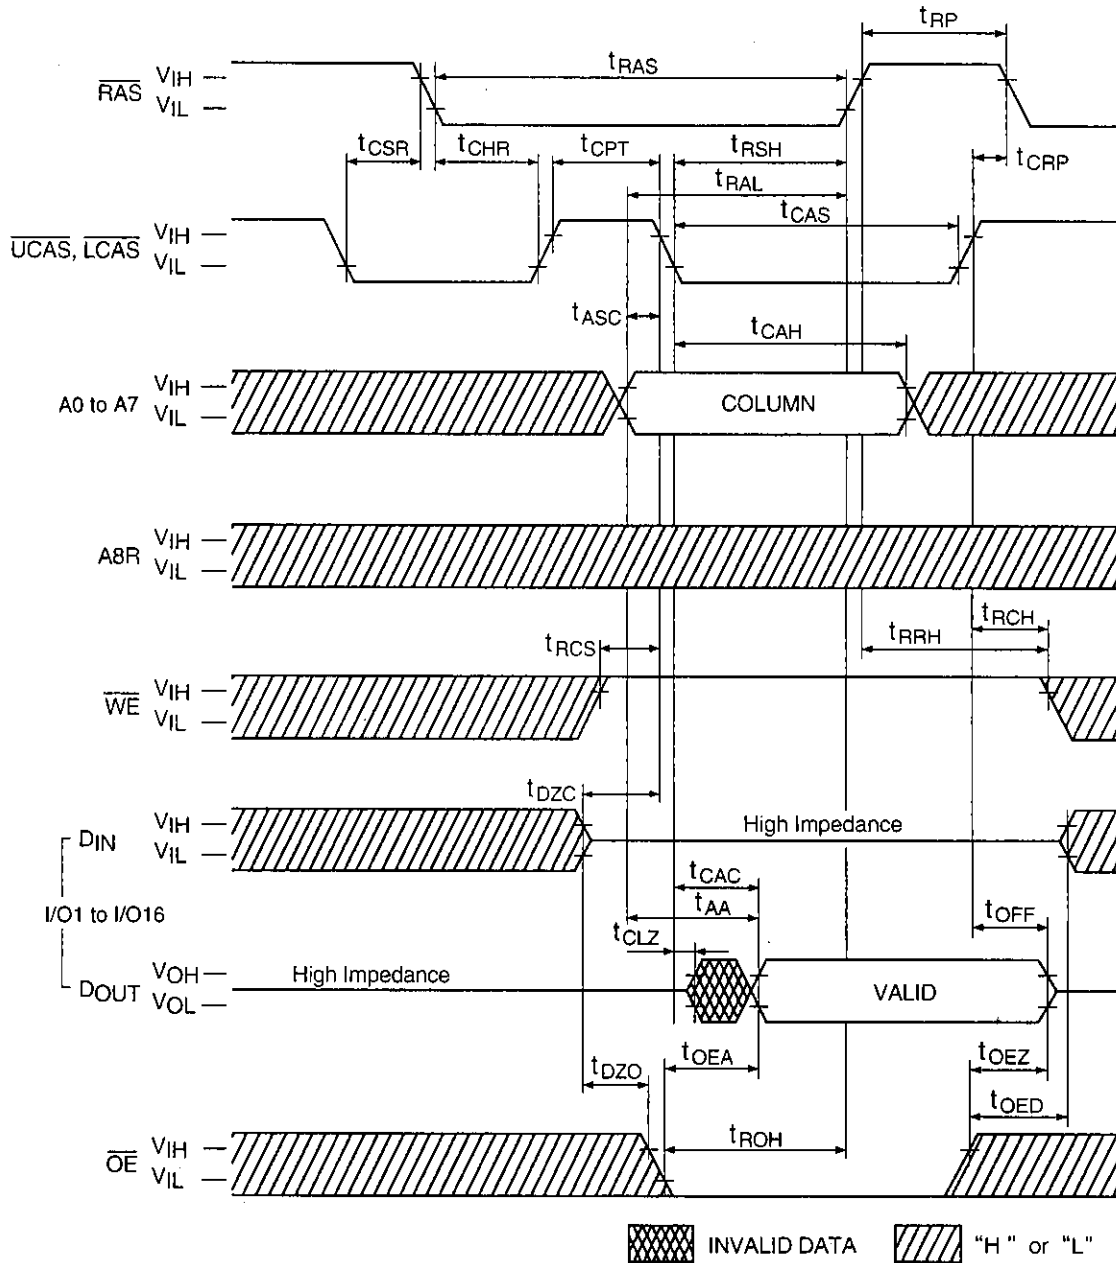 tRP
tRAS
RAS VIH
VIL
tCSR tCHR tCPT tRSH tCRP
tRAL
tCAS
UCAS, LCAS VIH
VIL
tASC tCAH
A0 to A7 VIH
VIL
COLUMN
A8R VIH
VIL
tRCH
tRRH
tRCS
WE VIH
VIL
tDZC
DIN VIH
VIL
High Impedance
I/O1 to I/O16
tCAC
tAA tOFF
tCLZ
DOUT VOH
VOL
High Impedance
VALID
tOEA tOEZ
tDZO tOED
tROH
OE VIH
VIL
INVALID DATA "H" or "L"